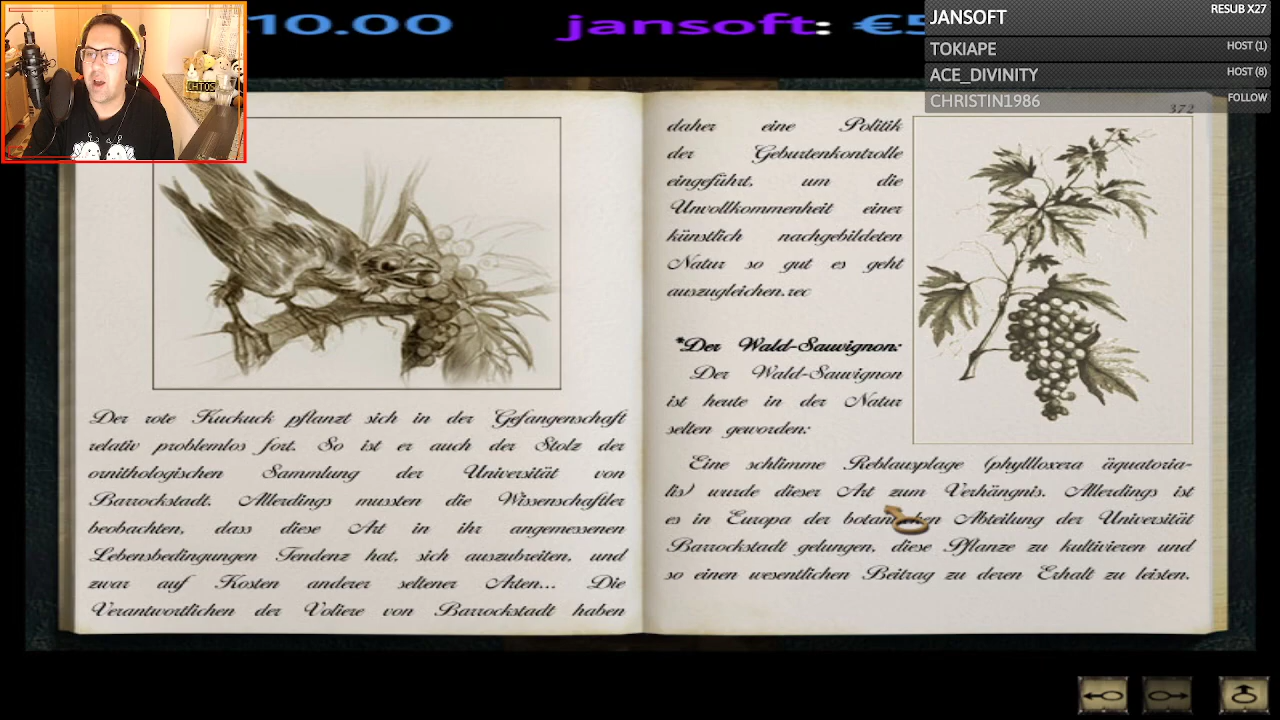 10.00 jansoft: €5
JANSOFT RESUB X27
TOKIAPE HOST (1)
ACE_DIVINITY HOST (8)
CHRISTIN1986 FOLLOW
CHTOS
Der rote Kuckuck pflanzt sich in der Gefangenschaft
relativ problemlos fort. So ist er auch der Stolz der
ornithologischen Sammlung der Universität von
Barrockstadt. Allerdings mussten die Wissenschaftler
beobachten, dass diese Art in ihr angemessenen
Lebensbedingungen Tendenz hat, sich auszubreiten, und
zwar auf Kosten anderer seltener Arten... Die
Verantwortlichen der Voliere von Barrockstadt haben
372
daher eine Politik
der Geburtenkontrolle
eingeführt, um die
Unvollkommenheit einer
künstlich nachgebildeten
Natur so gut es geht
auszugleichen.rec
*Der Wald-Sauvignon:
Der Wald-Sauvignon
ist heute in der Natur
selten geworden:
Eine schlimme Reblausplage (phyllloxera äquatoria-
lis) wurde dieser Art zum Verhängnis. Allerdings ist
es in Europa der botanischen Abteilung der Universität
Barrockstadt gelungen, diese Pflanze zu kultivieren und
so einen wesentlichen Beitrag zu deren Erhalt zu leisten.